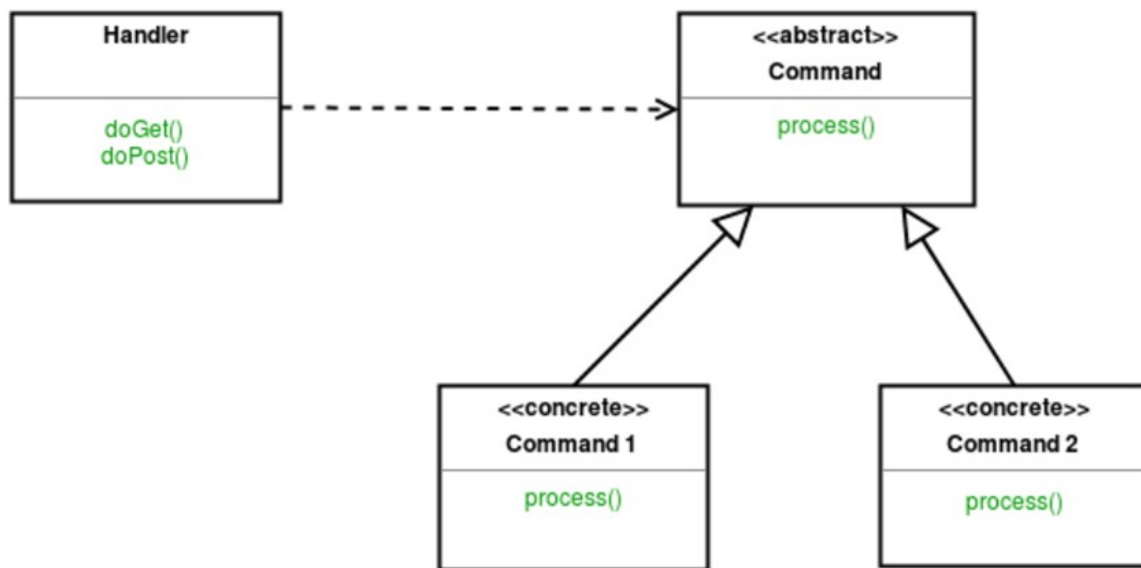 Handler
doGet()
doPost()
<<abstract>>
Command
process()
<<concrete>>
Command 1
process()
<<concrete>>
Command 2
process()